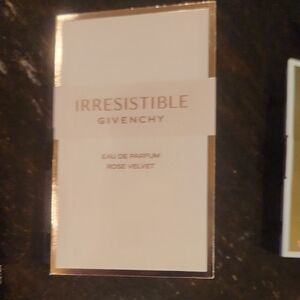 IRRESISTIBLE
GIVENCHY
EAU DE PARFUM
ROSE VELVET